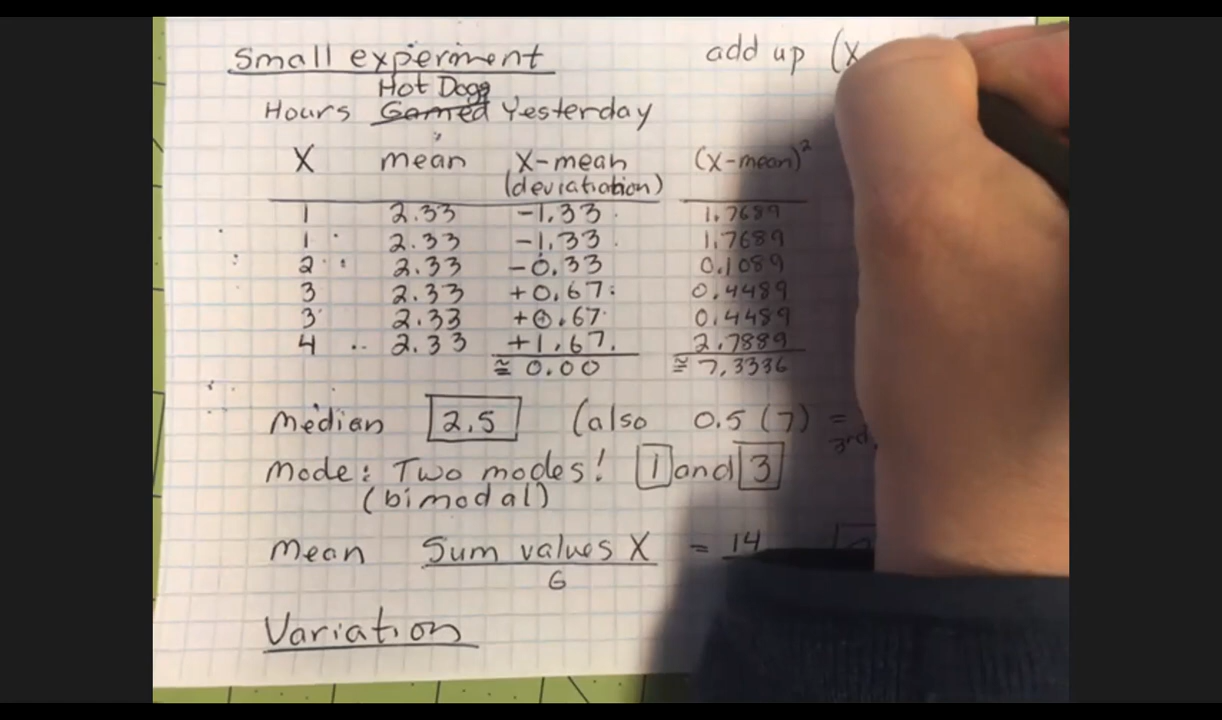 Small experiment
add up (x
Hot Dogs
Hours Gamed Yesterday
X mean X-mean (X-mean)²
(deviatiation)
1 2.33 -1.33 1.7689
1 2.33 -1.33 1.7689
2 2.33 -0.33 0.1089
3 2.33 +0.67 0.4489
3 2.33 +0.67 0.4489
4 2.33 +1.67 2.7889
≅ 0.00 ≅ 7.3336
Median 2.5 (also 0.5 (7) =
3rd,
Mode: Two modes! 1 and 3
(bimodal)
Mean Sum values X = 14
6
Variation